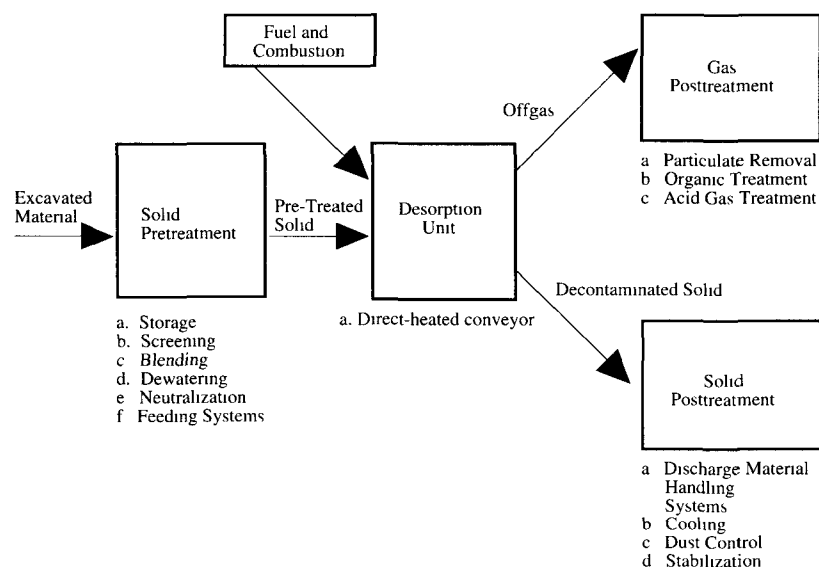 Fuel and
Combustion
Gas
Posttreatment
Offgas
a Particulate Removal
b Organic Treatment
c Acid Gas Treatment
Excavated
Material
Solid
Pretreatment
Pre-Treated
Solid
Desorption
Unit
Decontaminated Solid
a. Direct-heated conveyor
a. Storage
b. Screening
c Blending
d. Dewatering
e Neutralization
f Feeding Systems
Solid
Posttreatment
a Discharge Material
Handling
Systems
b Cooling
c Dust Control
d Stabilization